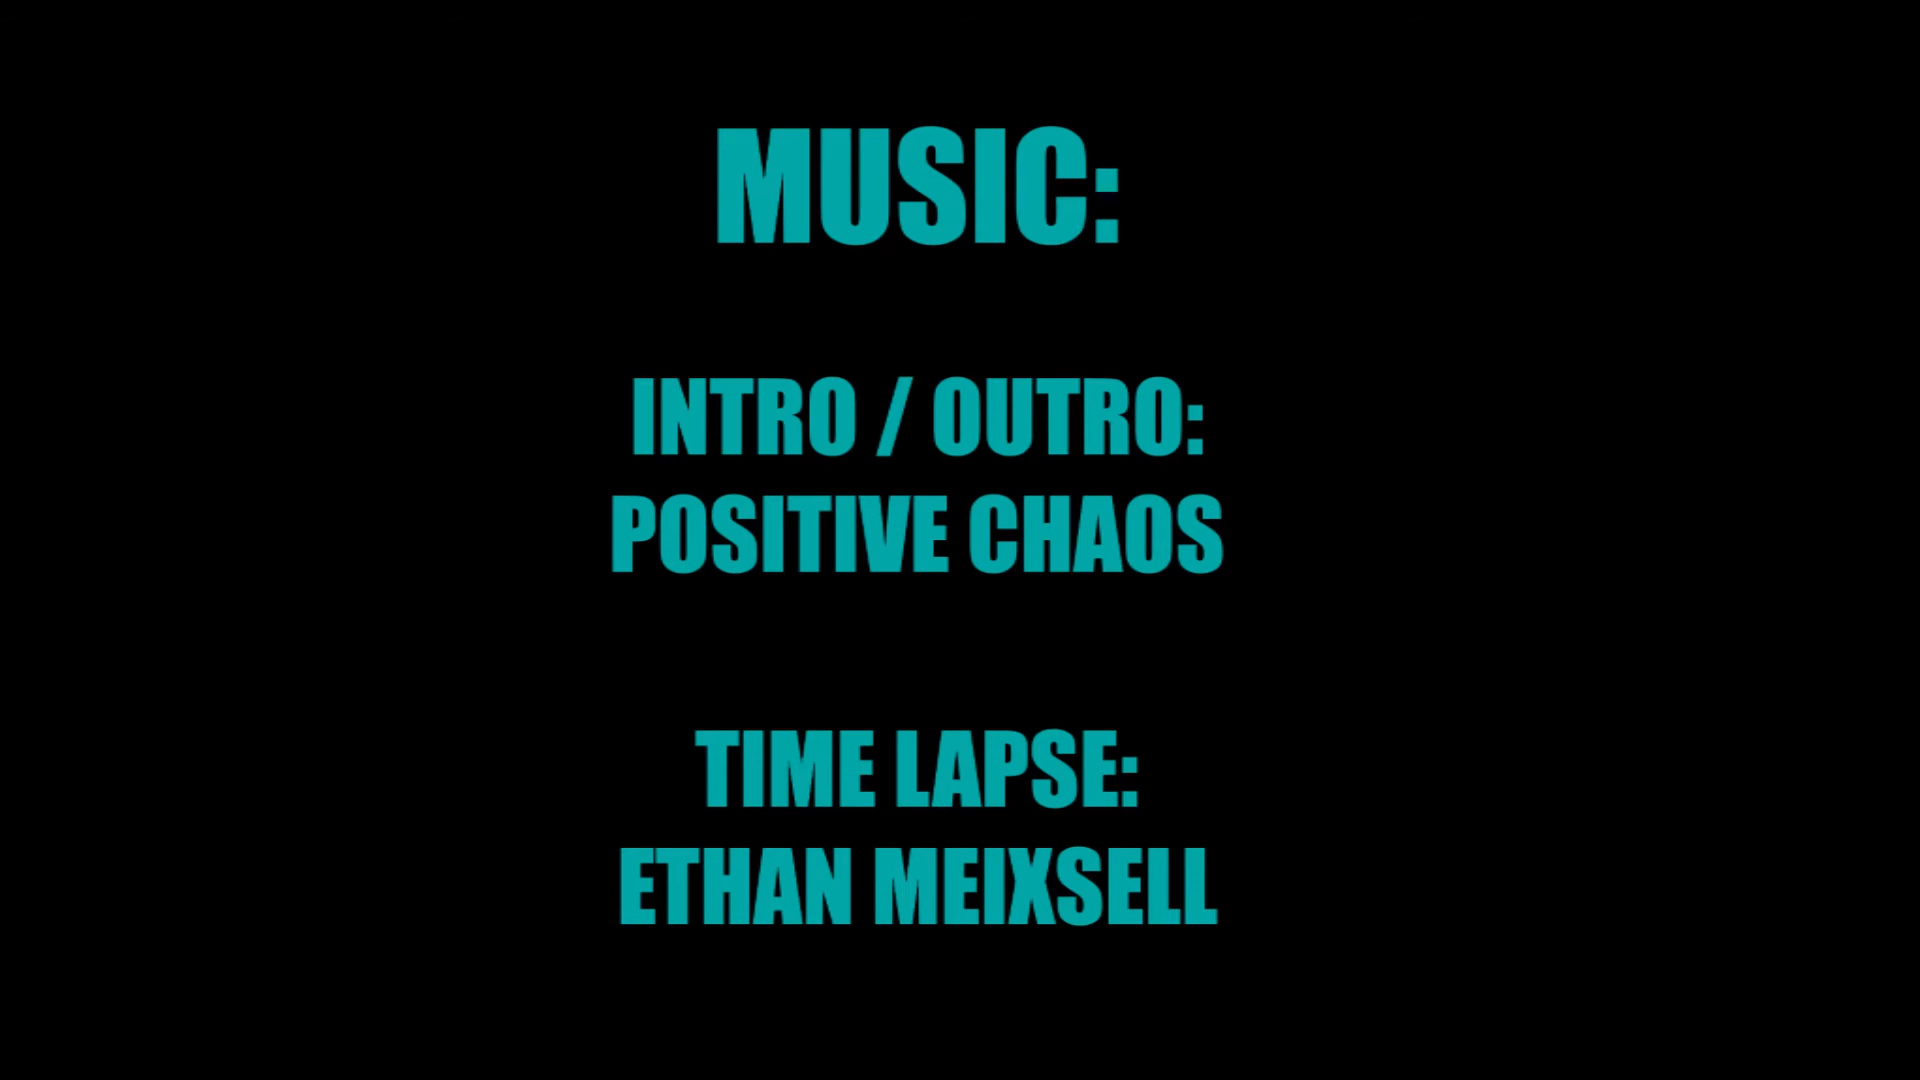 MUSIC:
INTRO / OUTRO:
POSITIVE CHAOS
TIME LAPSE:
ETHAN MEIXSELL